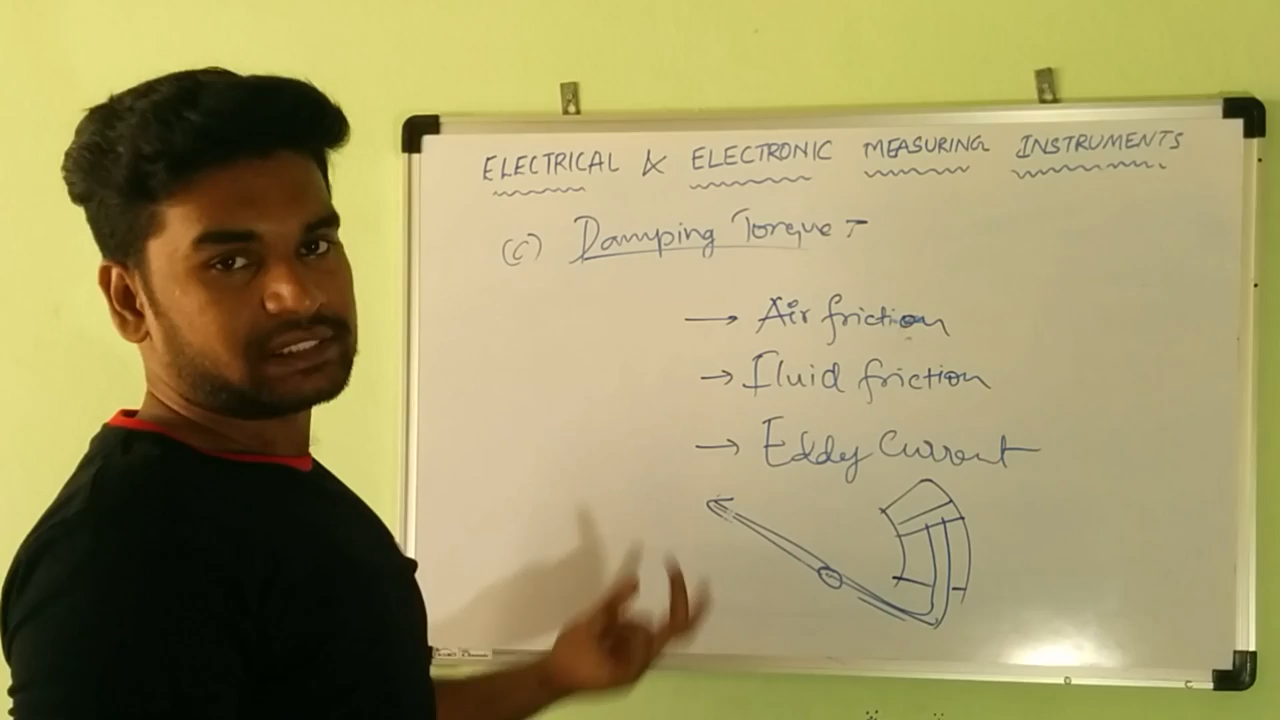 ELECTRICAL & ELECTRONIC MEASURING INSTRUMENTS
(c) Damping Torque :-
→ Air friction
→ Fluid friction
→ Eddy Current